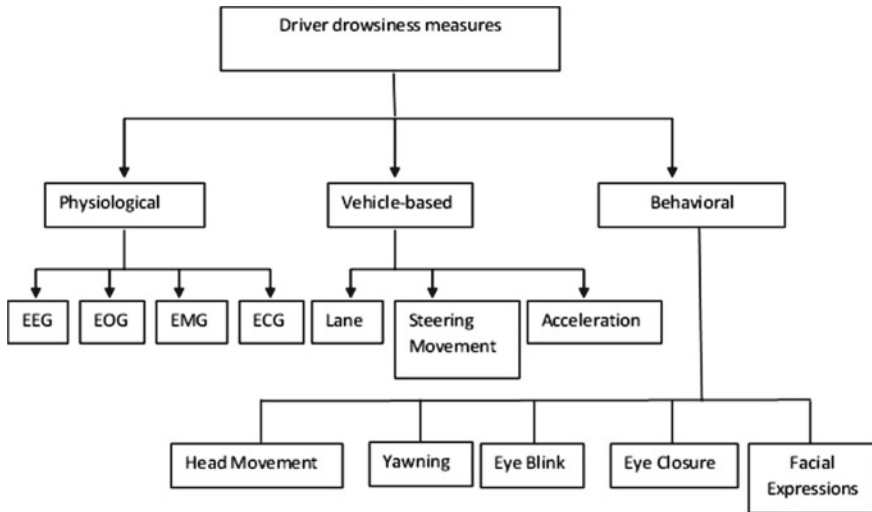 Driver drowsiness measures
Physiological
Vehicle-based
Behavioral
EEG
EOG
EMG
ECG
Lane
Steering
Movement
Acceleration
Head Movement
Yawning
Eye Blink
Eye Closure
Facial
Expressions